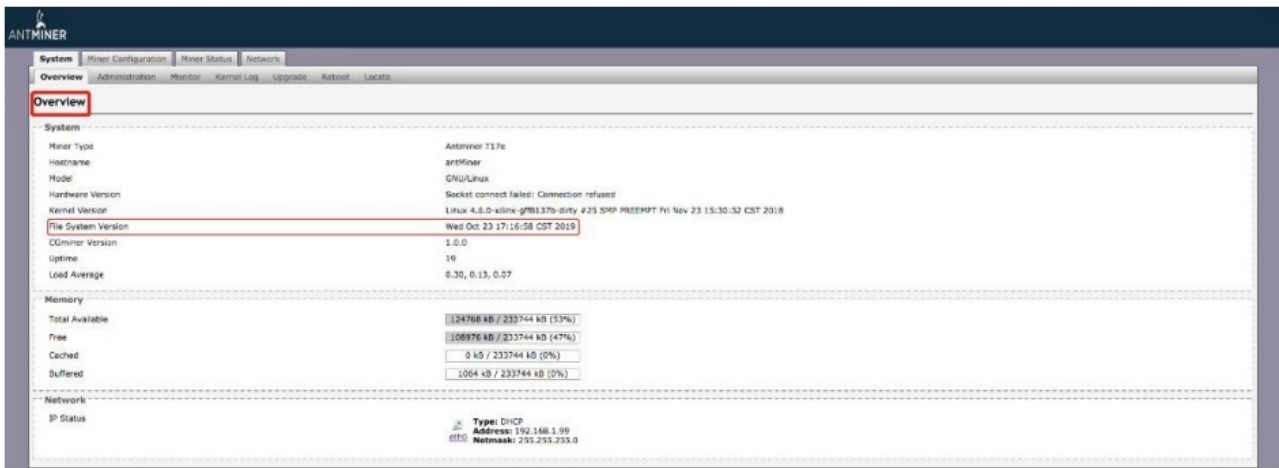 ANTMINER
System Miner Configuration Miner Status Network
Overview Administration Monitor Kernel Log Upgrade Reboot Locate
Overview
System
Miner Type Antminer T17e
Hostname antMiner
Model GNU/Linux
Hardware Version Socket connect failed: Connection refused
Kernel Version Linux 4.6.0-xilinx-gff8137b-dirty #25 SMP PREEMPT Fri Nov 23 15:30:52 CST 2018
File System Version Wed Oct 23 17:16:58 CST 2019
CGminer Version 1.0.0
Uptime 19
Load Average 0.30, 0.13, 0.07
Memory
Total Available 124768 kB / 233744 kB (53%)
Free 108976 kB / 233744 kB (47%)
Cached 0 kB / 233744 kB (0%)
Buffered 1064 kB / 233744 kB (0%)
Network
IP Status
Type: DHCP
Address: 192.168.1.99
eth0 Netmask: 255.255.255.0